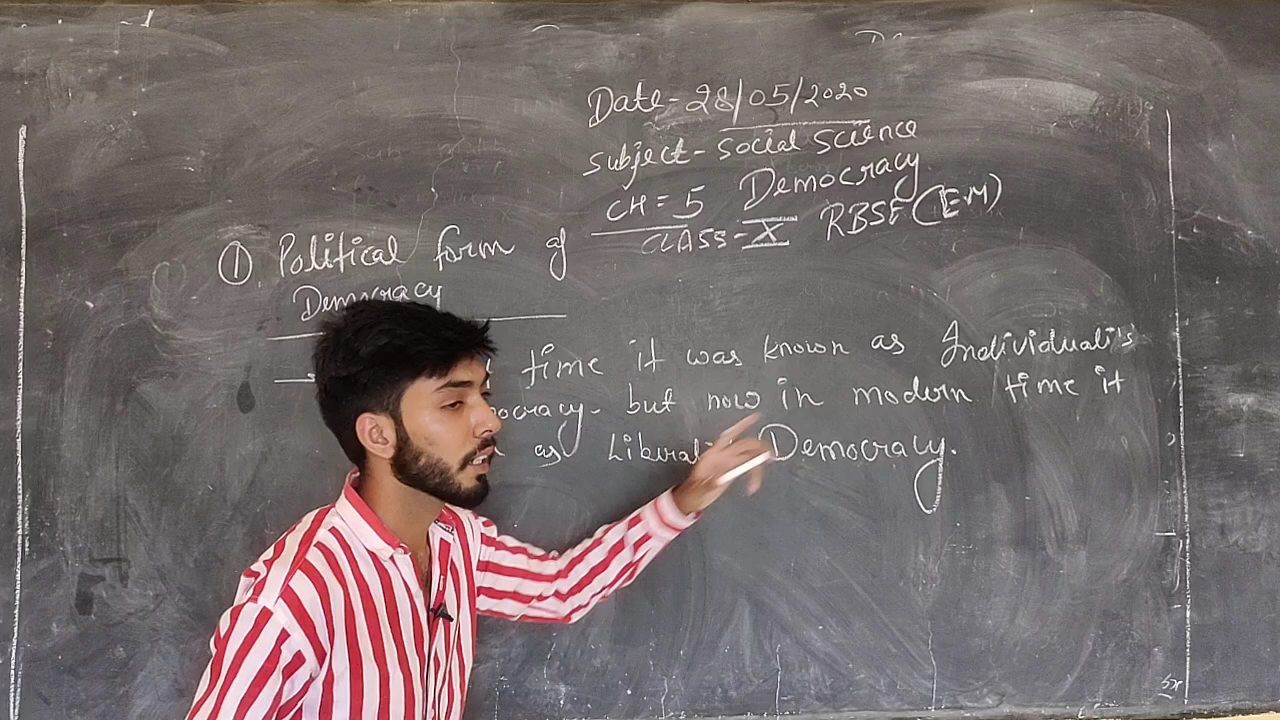 Date - 28/05/2020
Subject - Social Science
CH = 5 Democracy
CLASS - X RBSE (EM)
① Political form of
Democracy
time it was known as Individual's
ocracy - but now in modern time it
as Liberal Democracy.